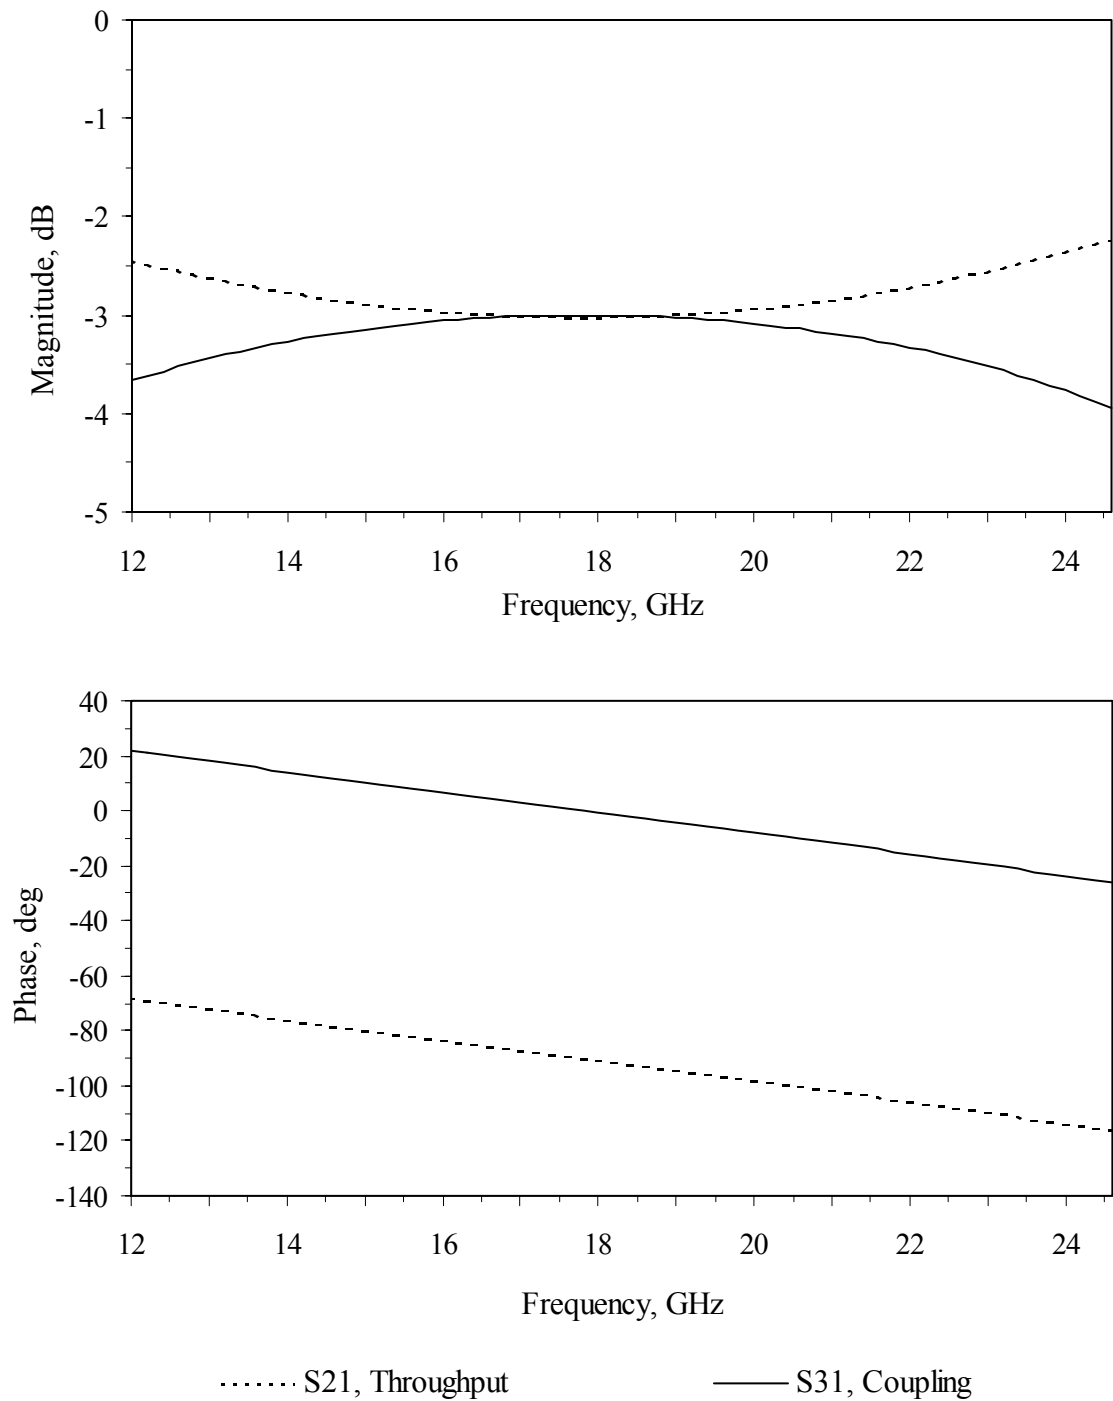 0
-1
-2
-3
-4
-5
Magnitude, dB
12 14 16 18 20 22 24
Frequency, GHz
40
20
0
-20
-40
-60
-80
-100
-120
-140
Phase, deg
12 14 16 18 20 22 24
Frequency, GHz
S21, Throughput S31, Coupling